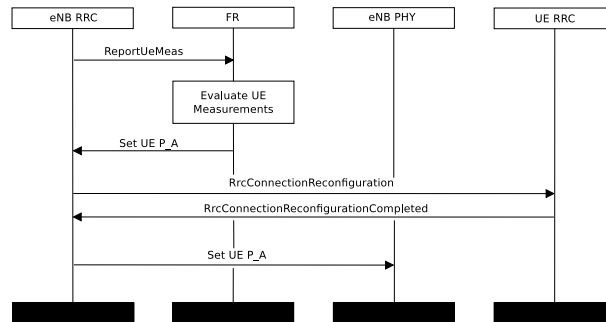 eNB RRC
FR
eNB PHY
UE RRC
ReportUeMeas
Evaluate UE
Measurements
Set UE P_A
RrcConnectionReconfiguration
RrcConnectionReconfigurationCompleted
Set UE P_A